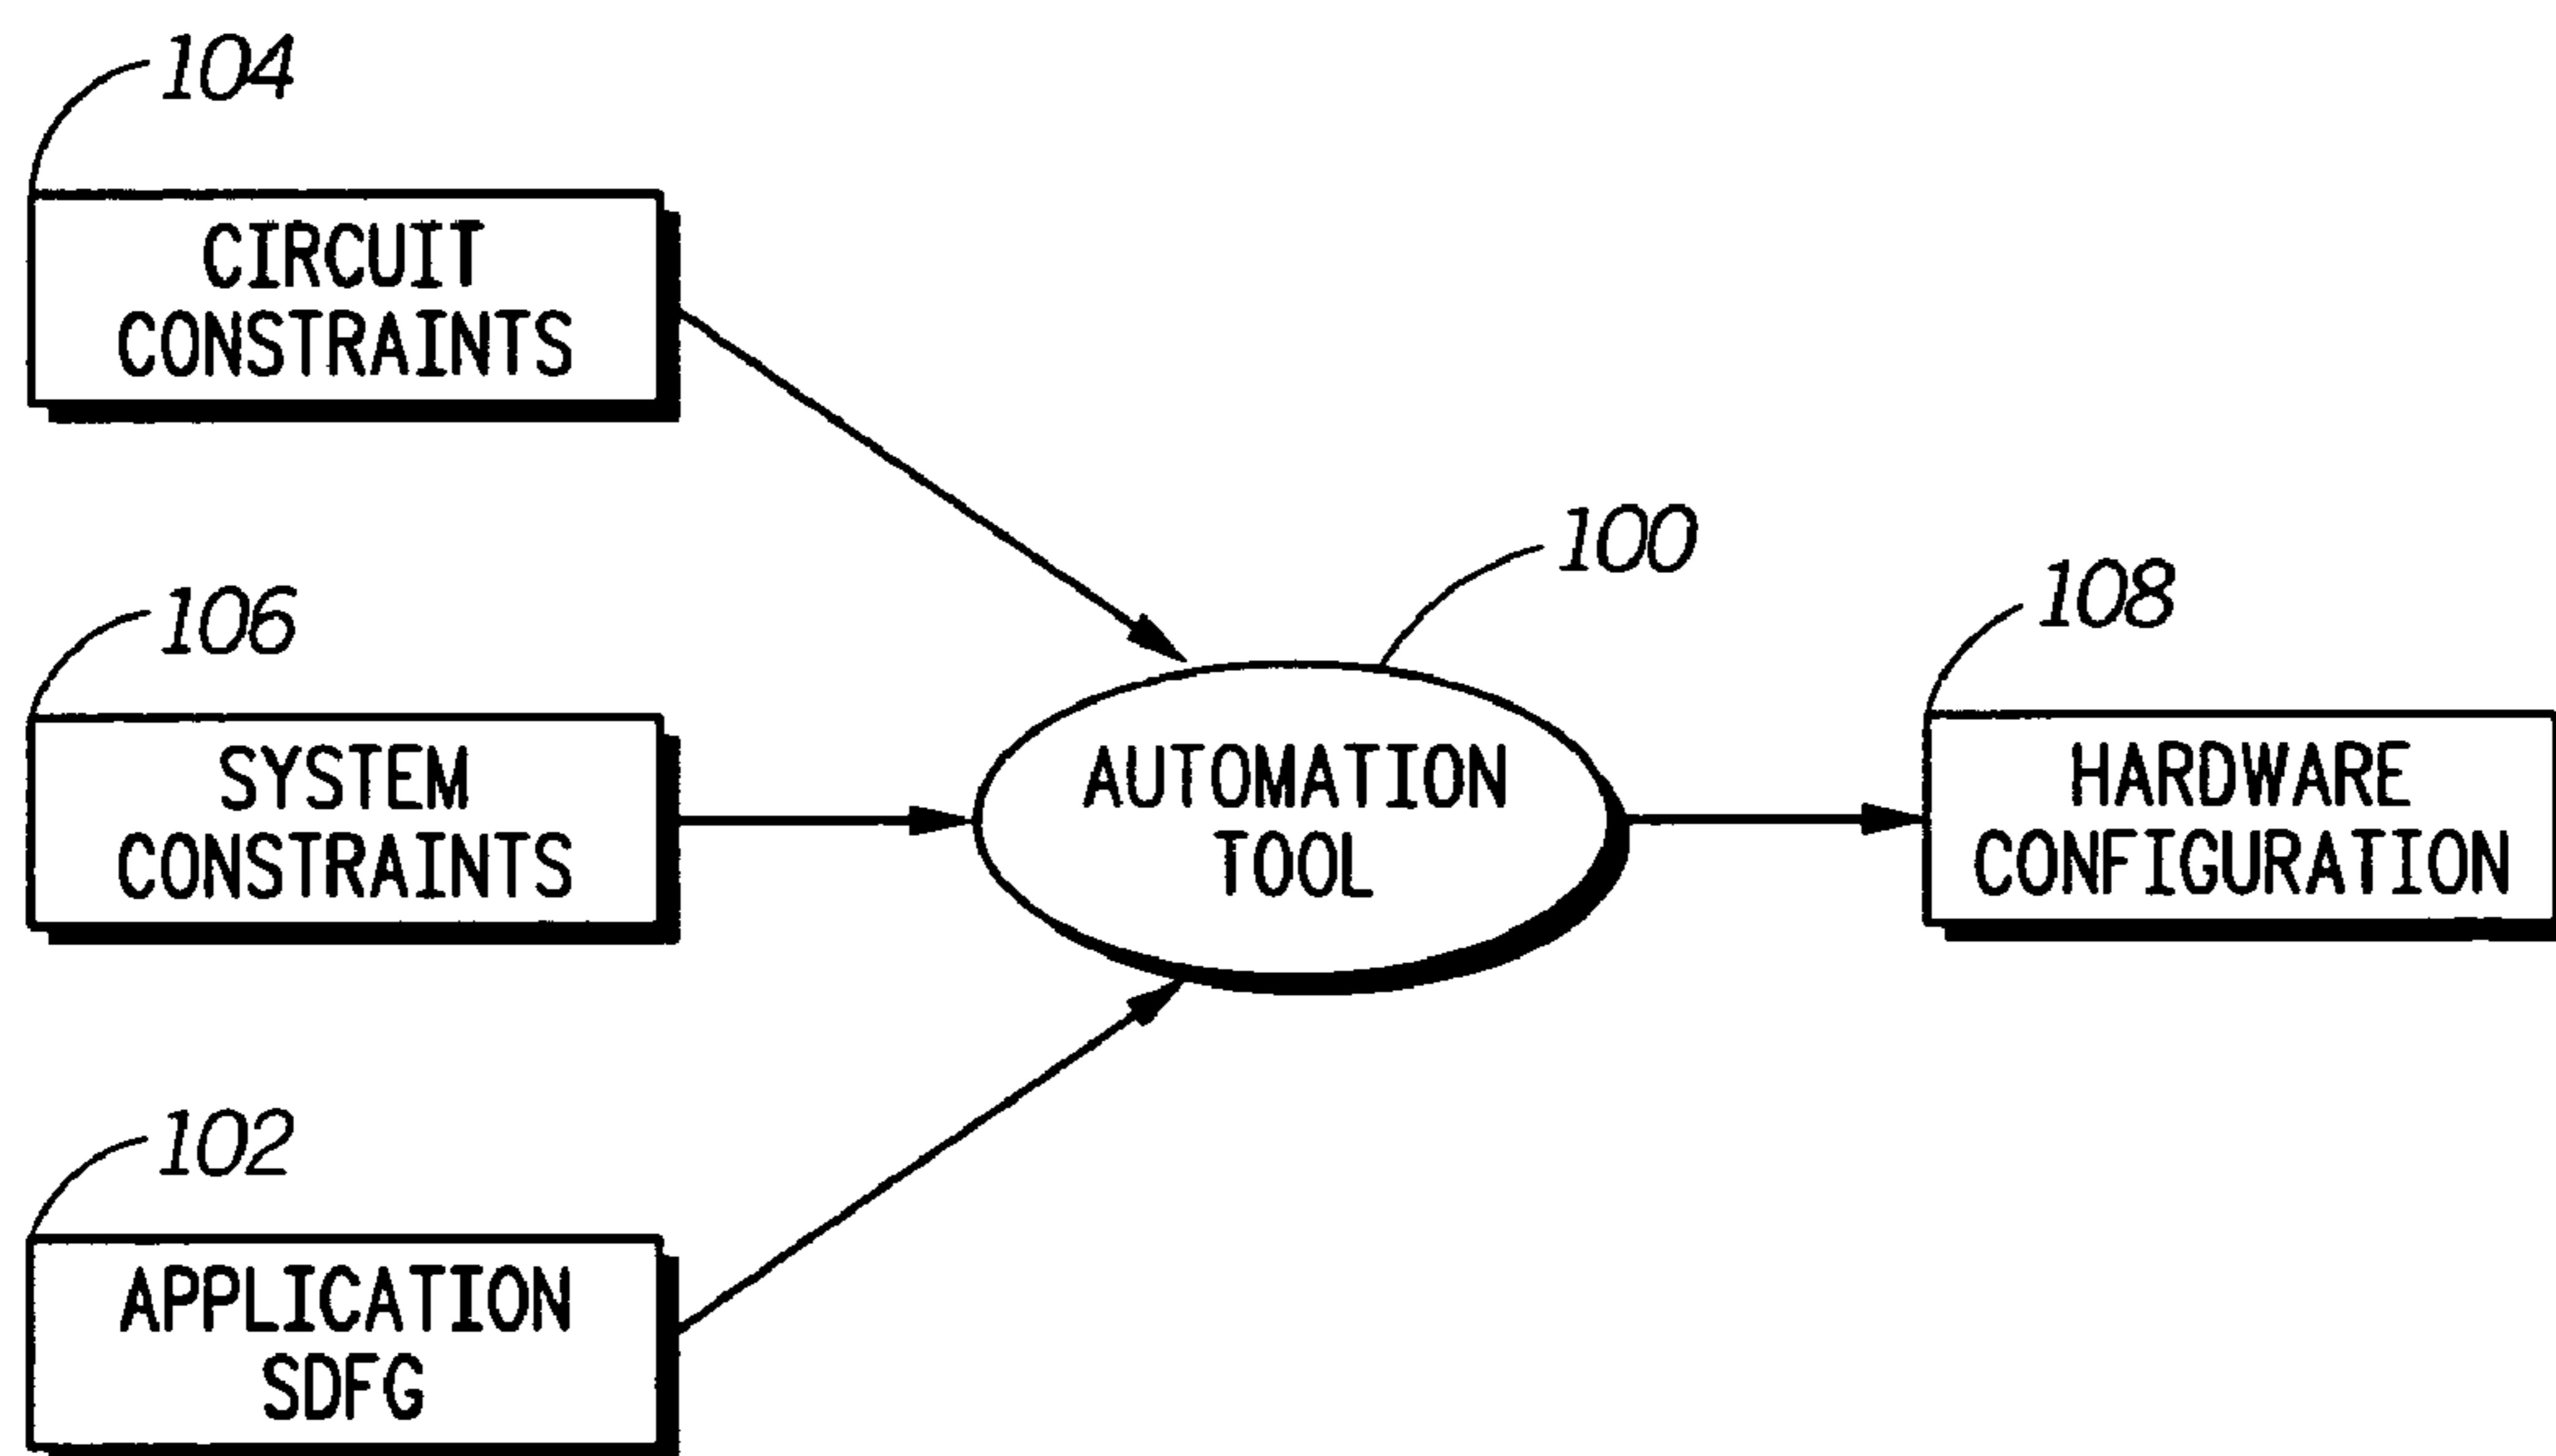 104
CIRCUIT
CONSTRAINTS
106
SYSTEM
CONSTRAINTS
102
APPLICATION
SDFG
100
AUTOMATION
TOOL
108
HARDWARE
CONFIGURATION